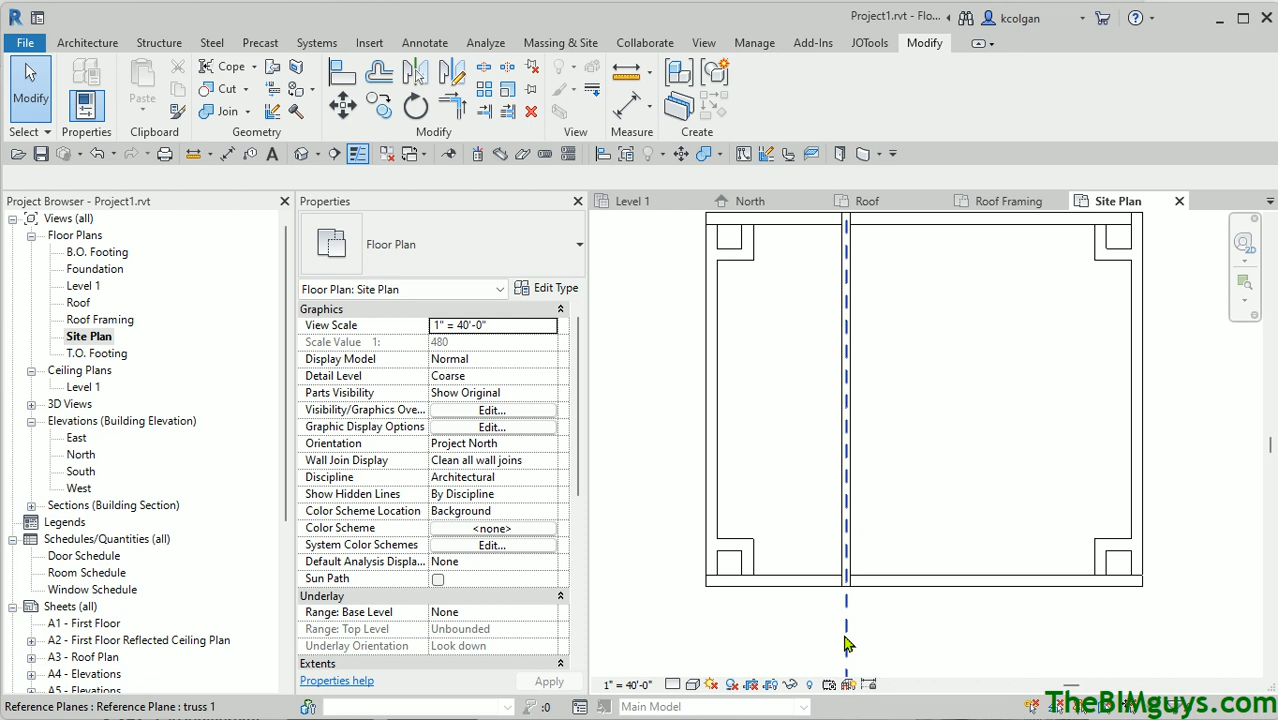 Project1.rvt - Flo...
kcolgan
File
Architecture
Structure
Steel
Precast
Systems
Insert
Annotate
Analyze
Massing & Site
Collaborate
View
Manage
Add-Ins
JOTools
Modify
Modify
Paste
Cope
Cut
Join
Select
Properties
Clipboard
Geometry
Modify
View
Measure
Create
Project Browser - Project1.rvt
Views (all)
Floor Plans
B.O. Footing
Foundation
Level 1
Roof
Roof Framing
Site Plan
T.O. Footing
Ceiling Plans
Level 1
3D Views
Elevations (Building Elevation)
East
North
South
West
Sections (Building Section)
Legends
Schedules/Quantities (all)
Door Schedule
Room Schedule
Window Schedule
Sheets (all)
A1 - First Floor
A2 - First Floor Reflected Ceiling Plan
A3 - Roof Plan
A4 - Elevations
A5 - Elevations
Properties
Floor Plan
Floor Plan: Site Plan
Edit Type
Graphics
View Scale 1" = 40'-0"
Scale Value 1: 480
Display Model Normal
Detail Level Coarse
Parts Visibility Show Original
Visibility/Graphics Ove... Edit...
Graphic Display Options Edit...
Orientation Project North
Wall Join Display Clean all wall joins
Discipline Architectural
Show Hidden Lines By Discipline
Color Scheme Location Background
Color Scheme <none>
System Color Schemes Edit...
Default Analysis Displa... None
Sun Path
Underlay
Range: Base Level None
Range: Top Level Unbounded
Underlay Orientation Look down
Extents
Properties help
Apply
Level 1
North
Roof
Roof Framing
Site Plan
2D
1" = 40'-0"
Reference Planes : Reference Plane : truss 1
:0
Main Model
TheBIMguys.com